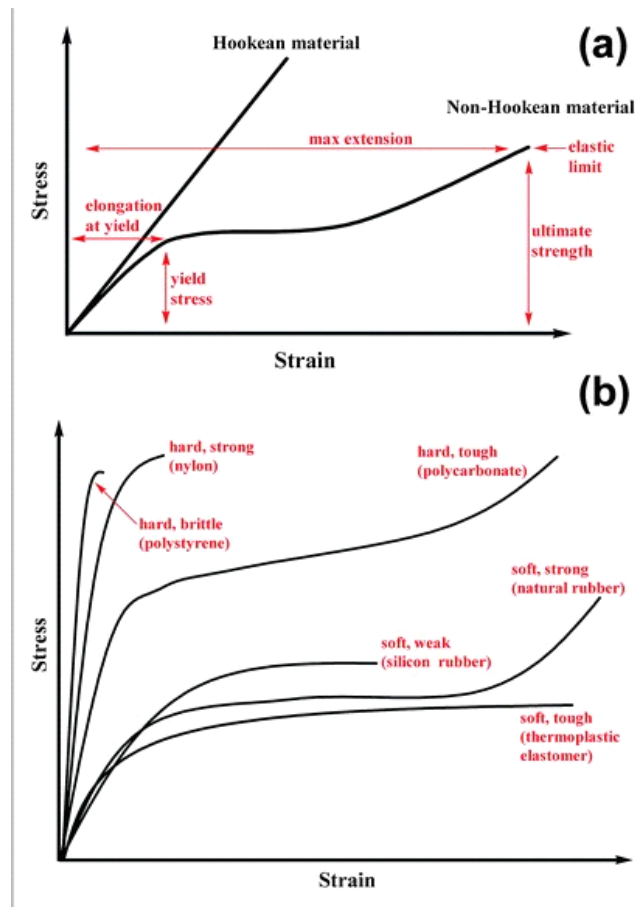 (a)
Hookean material
Non-Hookean material
max extension
elastic
limit
elongation
at yield
yield
stress
ultimate
strength
Stress
Strain
(b)
hard, strong
(nylon)
hard, tough
(polycarbonate)
hard, brittle
(polystyrene)
soft, strong
(natural rubber)
soft, weak
(silicon rubber)
soft, tough
(thermoplastic
elastomer)
Stress
Strain